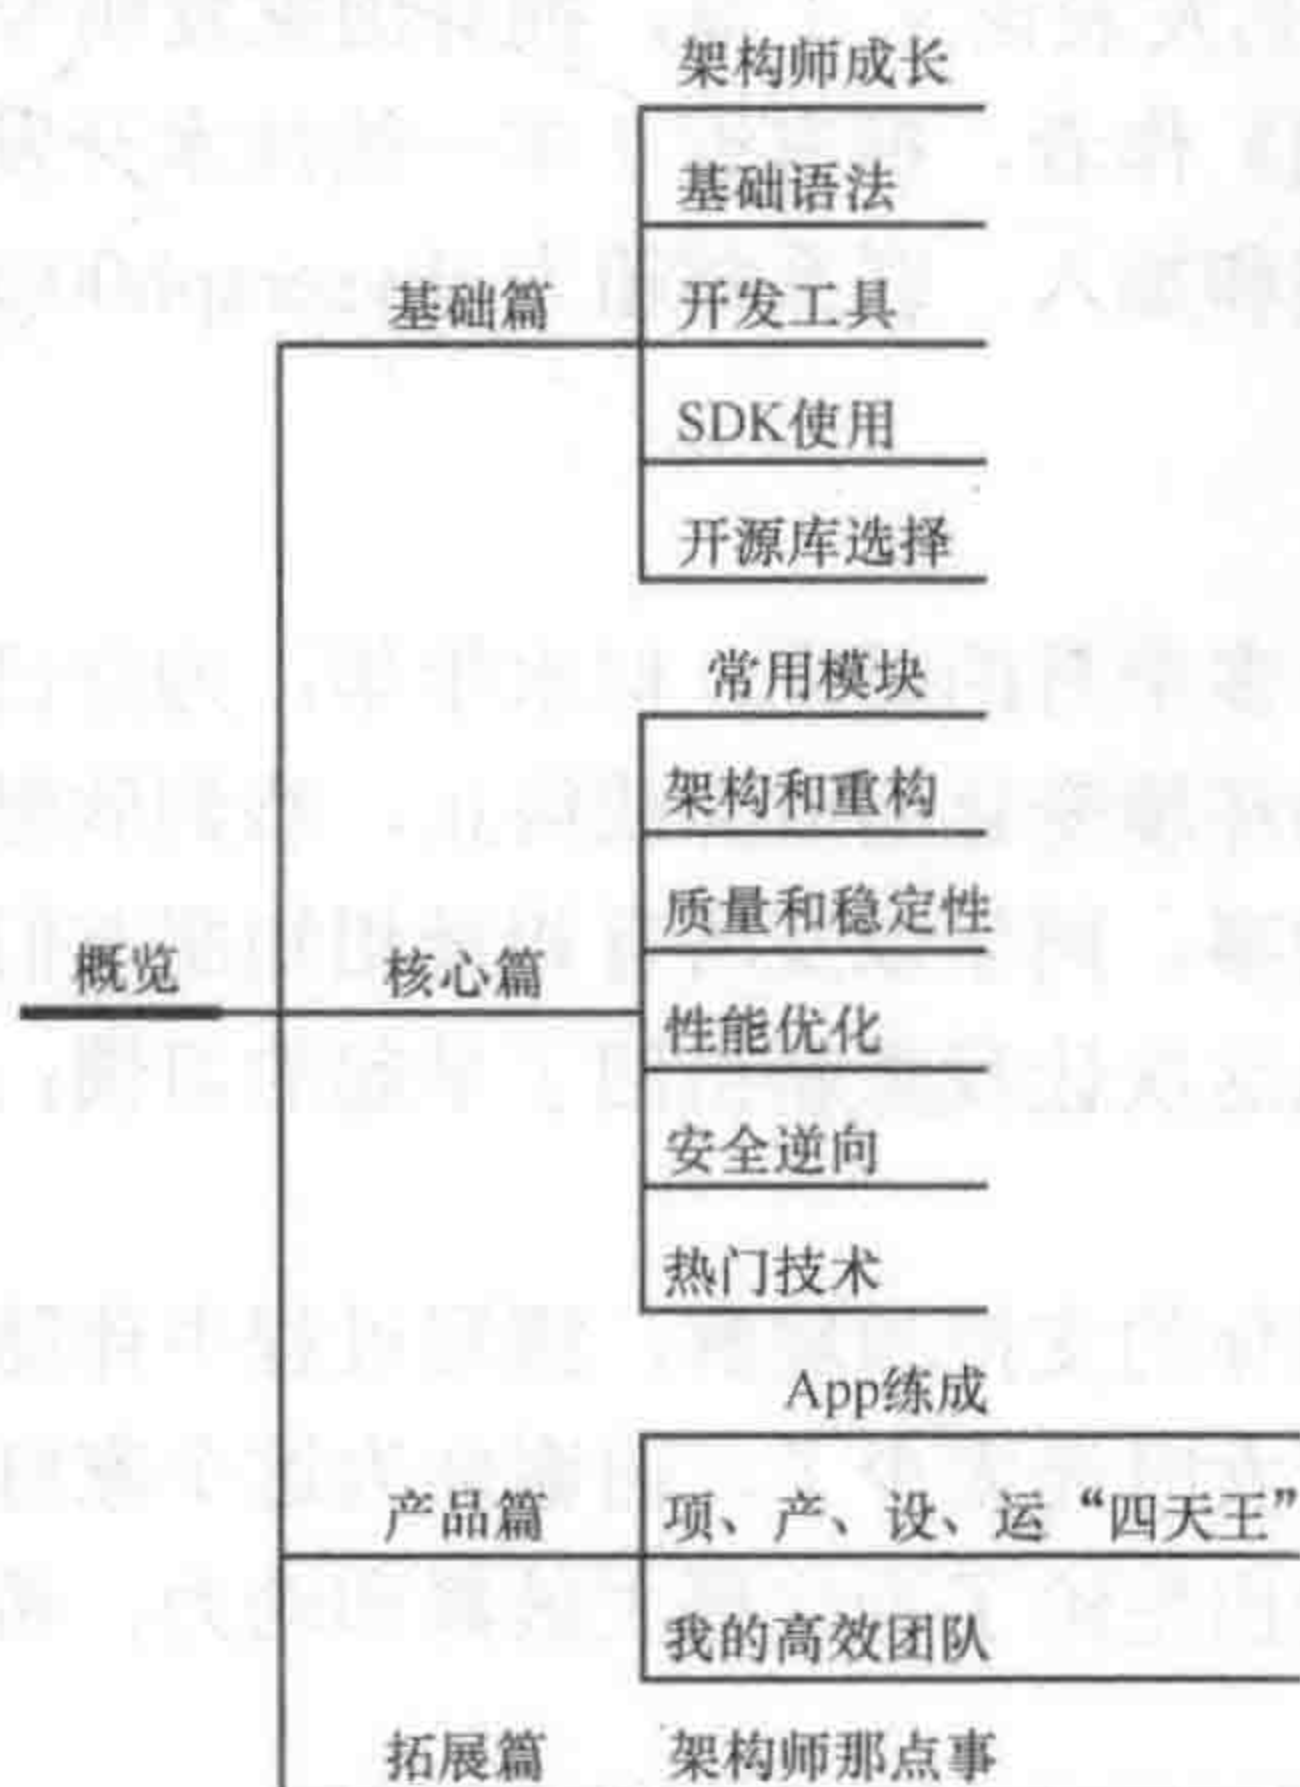 概览
基础篇
架构师成长
基础语法
开发工具
SDK使用
开源库选择
核心篇
常用模块
架构和重构
质量和稳定性
性能优化
安全逆向
热门技术
产品篇
App练成
项、产、设、运“四天王”
我的高效团队
拓展篇
架构师那点事